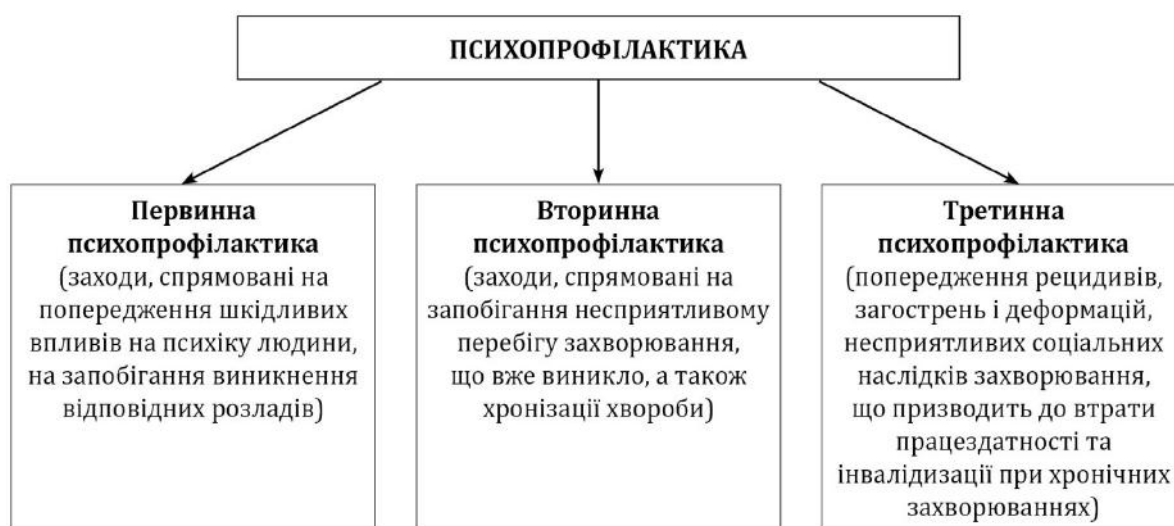 ПСИХОПРОФІЛАКТИКА
Первинна
психопрофілактика
(заходи, спрямовані на
попередження шкідливих
впливів на психіку людини,
на запобігання виникнення
відповідних розладів)
Вторинна
психопрофілактика
(заходи, спрямовані на
запобігання несприятливому
перебігу захворювання,
що вже виникло, а також
хронізації хвороби)
Третинна
психопрофілактика
(попередження рецидивів,
загострень і деформацій,
несприятливих соціальних
наслідків захворювання,
що призводить до втрати
працездатності та
інвалідизації при хронічних
захворюваннях)